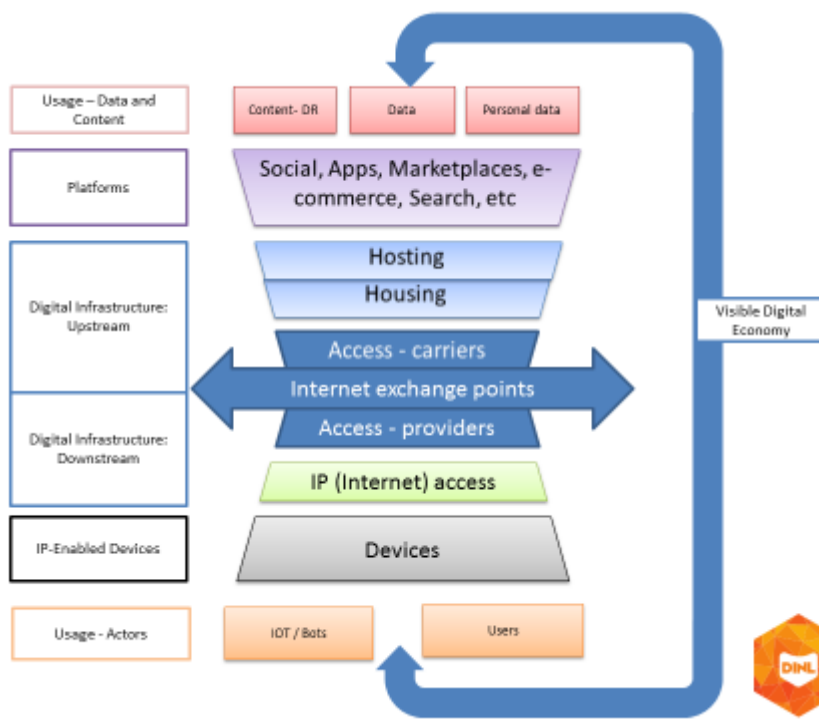 Usage – Data and
Content
Content- DR
Data
Personal data
Platforms
Social, Apps, Marketplaces, e-
commerce, Search, etc
Digital Infrastructure:
Upstream
Hosting
Housing
Visible Digital
Economy
Access - carriers
Internet exchange points
Digital Infrastructure:
Downstream
Access - providers
IP (Internet) access
IP-Enabled Devices
Devices
Usage - Actors
IOT / Bots
Users
DINL